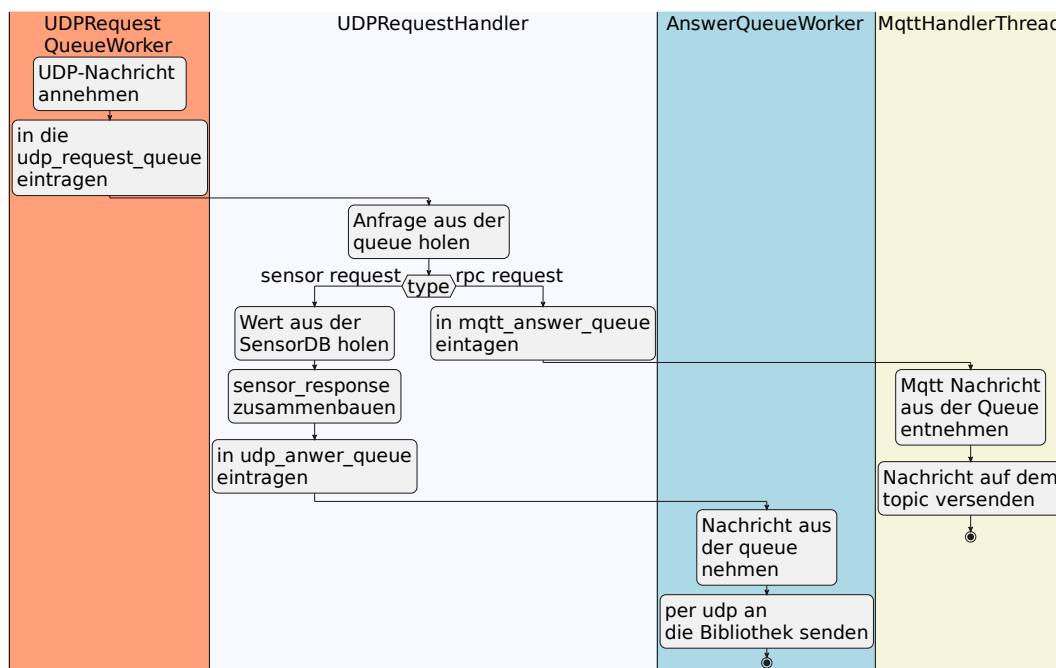 UDPRequest
QueueWorker
UDPRequestHandler
AnswerQueueWorker
MqttHandlerThread
UDP-Nachricht
annehmen
in die
udp_request_queue
eintragen
Anfrage aus der
queue holen
sensor request
type
rpc request
Wert aus der
SensorDB holen
in mqtt_answer_queue
eintagen
sensor_response
zusammenbauen
Mqtt Nachricht
aus der Queue
entnehmen
in udp_anwer_queue
eintragen
Nachricht auf dem
topic versenden
Nachricht aus
der queue
nehmen
per udp an
die Bibliothek senden